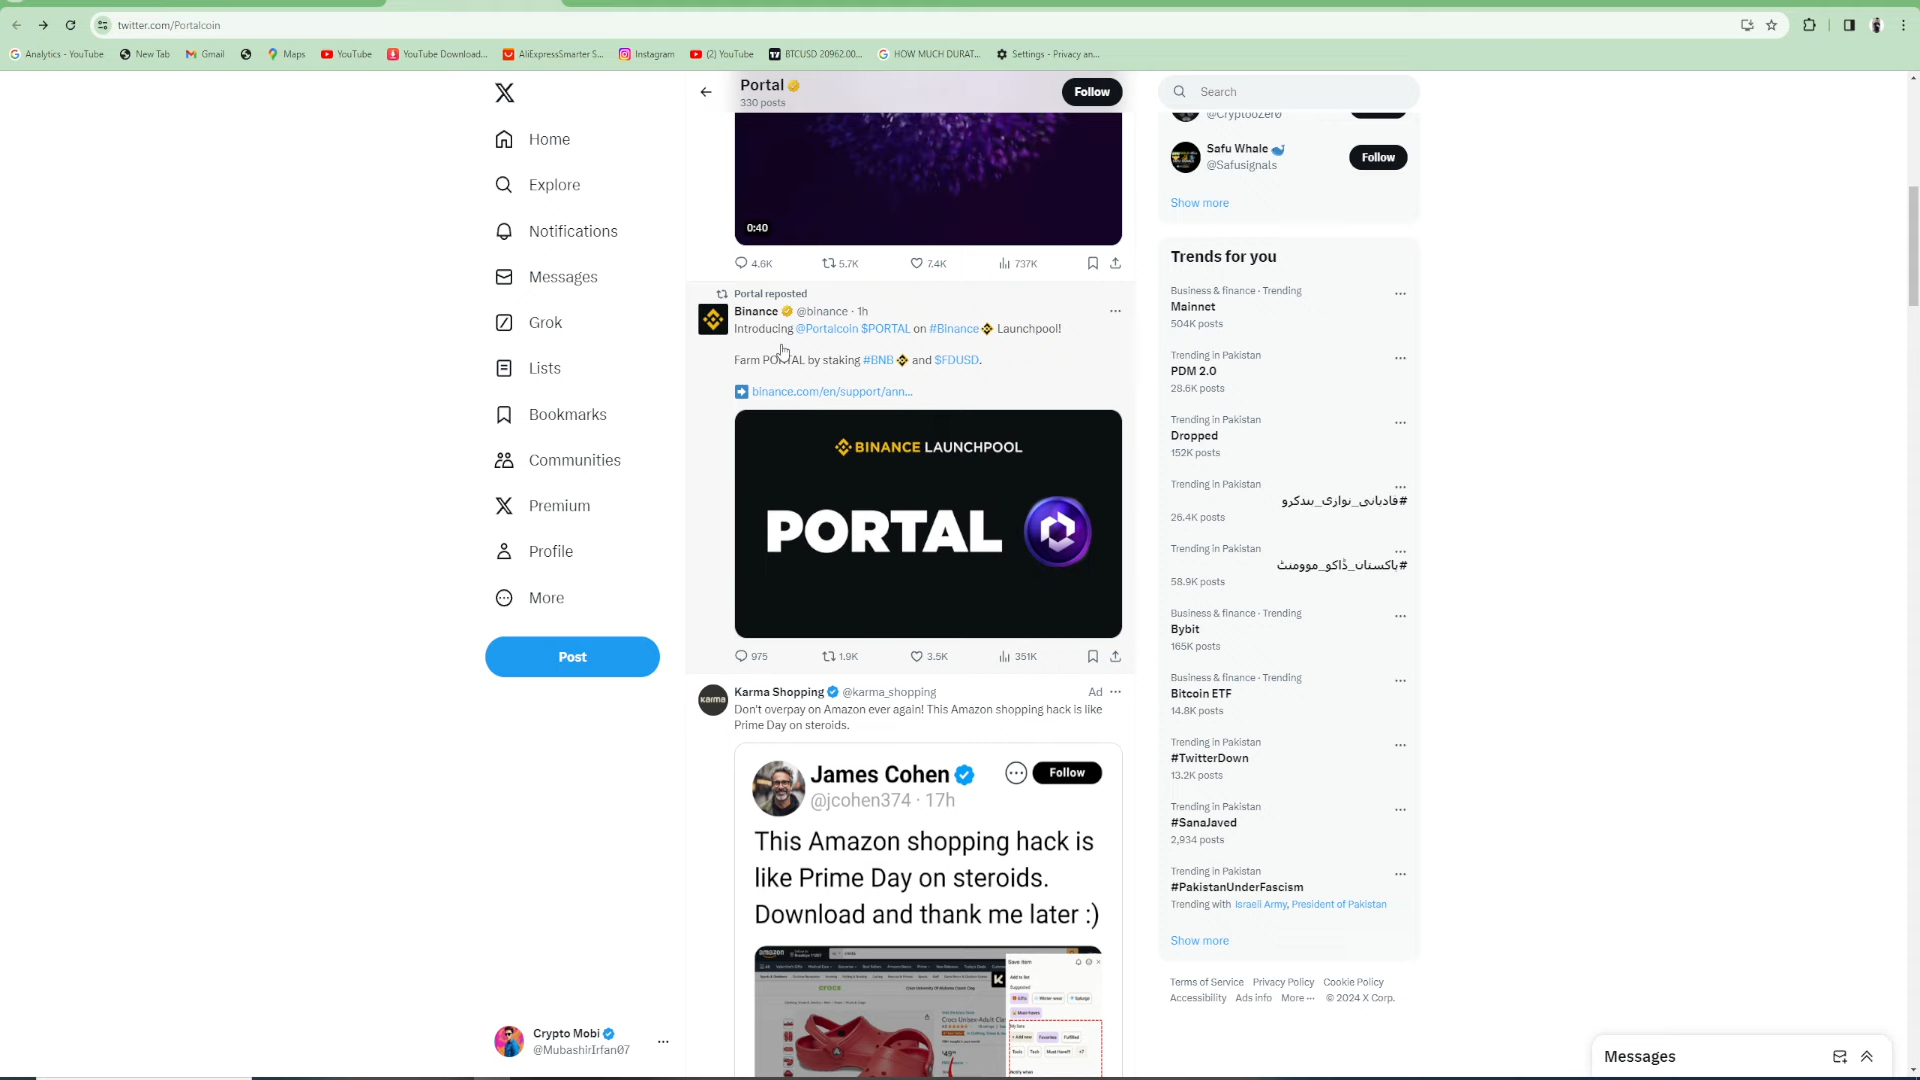 twitter.com/Portalcoin
Analytics - YouTube
New Tab
Gmail
Maps
YouTube
YouTube Download...
AliExpressSmarter S...
Instagram
(2) YouTube
BTCUSD 20962.00...
HOW MUCH DURAT...
Settings - Privacy an...
Home
Explore
Notifications
Messages
Grok
Lists
Bookmarks
Communities
Premium
Profile
More
Post
Crypto Mobi
@MubashirIrfan07
Portal
330 posts
Follow
0:40
4.6K 5.7K 7.4K 737K
Portal reposted
Binance @binance · 1h
Introducing @Portalcoin $PORTAL on #Binance Launchpool!
Farm PORTAL by staking #BNB and $FDUSD.
binance.com/en/support/ann...
BINANCE LAUNCHPOOL
PORTAL
975 1.9K 3.5K 351K
Karma Shopping @karma_shopping Ad
Don't overpay on Amazon ever again! This Amazon shopping hack is like
Prime Day on steroids.
karma
James Cohen
@jcohen374 · 17h
Follow
This Amazon shopping hack is
like Prime Day on steroids.
Download and thank me later :)
amazon
crocs
Save item
Search
@CryptooZer0
Safu Whale
@Safusignals
Follow
Show more
Trends for you
Business & finance · Trending
Mainnet
504K posts
Trending in Pakistan
PDM 2.0
28.6K posts
Trending in Pakistan
Dropped
152K posts
Trending in Pakistan
#قادیانی_نوازی_بندکرو
26.4K posts
Trending in Pakistan
#پاکستان_ڈاکو_موومنٹ
58.9K posts
Business & finance · Trending
Bybit
165K posts
Business & finance · Trending
Bitcoin ETF
14.8K posts
Trending in Pakistan
#TwitterDown
13.2K posts
Trending in Pakistan
#SanaJaved
2,934 posts
Trending in Pakistan
#PakistanUnderFascism
Trending with Israeli Army, President of Pakistan
Show more
Terms of Service Privacy Policy Cookie Policy
Accessibility Ads info More ··· © 2024 X Corp.
Messages